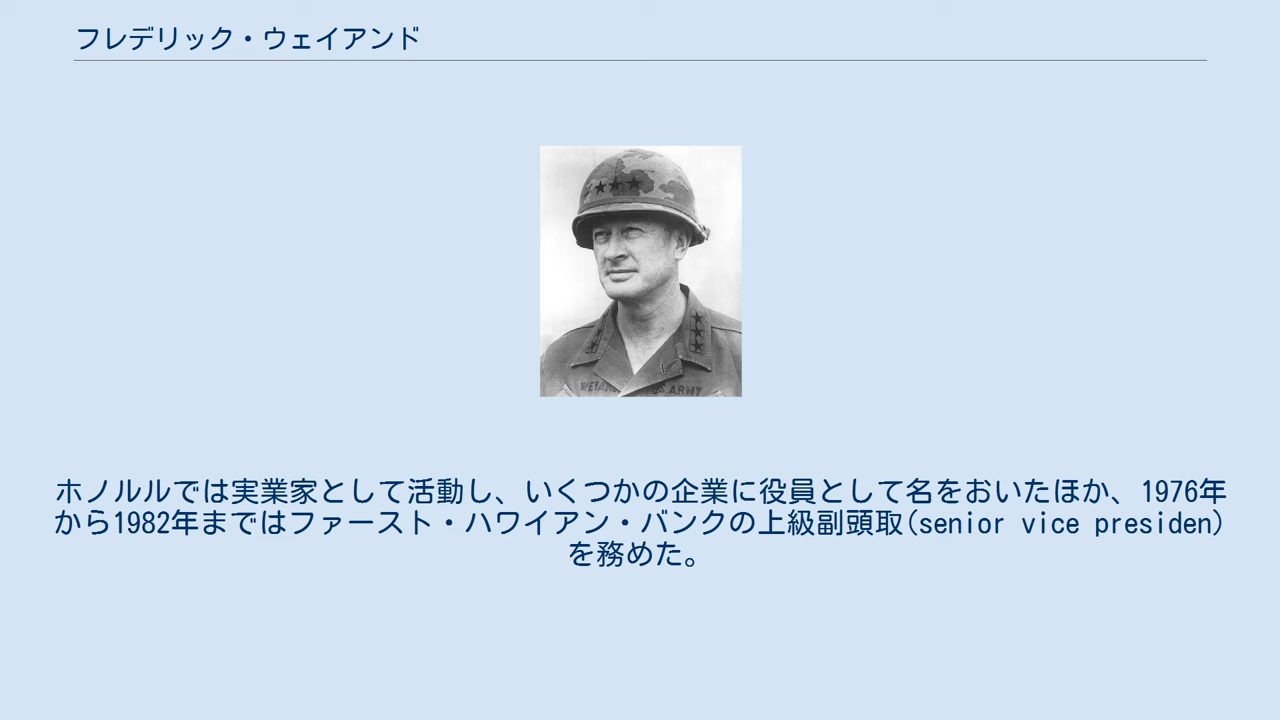 フレデリック・ウェイアンド
US ARMY
ホノルルでは実業家として活動し、いくつかの企業に役員として名をおいたほか、1976年
から1982年まではファースト・ハワイアン・バンクの上級副頭取(senior vice presiden)
を務めた。